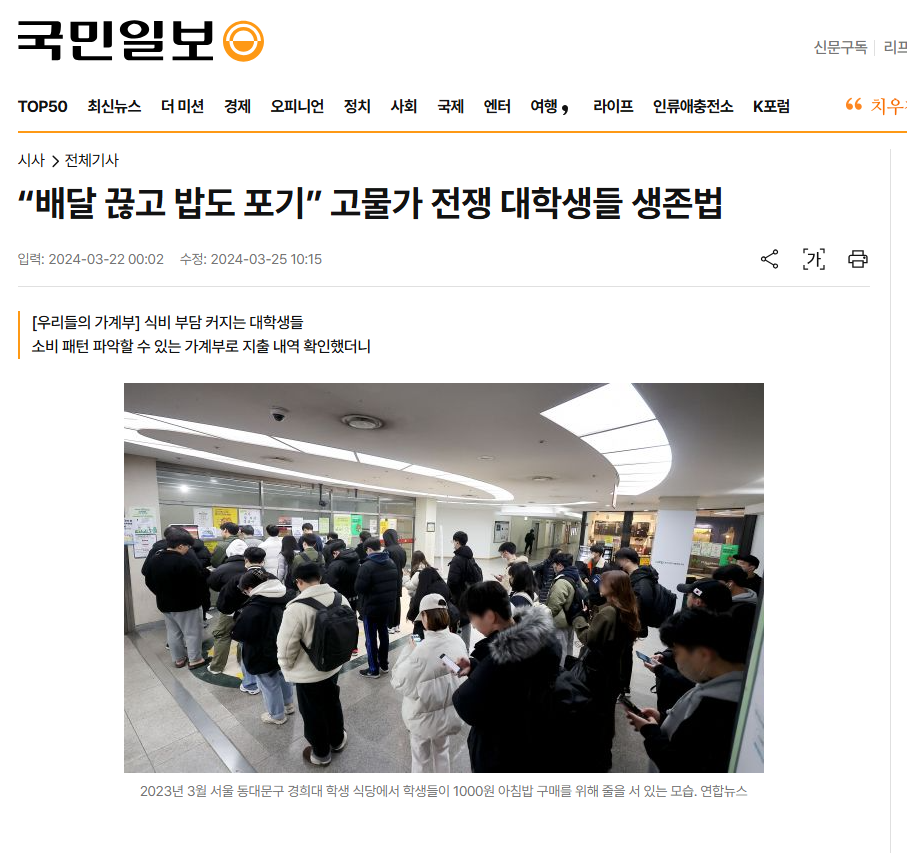 국민일보
신문구독
TOP50 최신뉴스 더 미션 경제 오피니언 정치 사회 국제 엔터 여행, 라이프 인류애충전소 K포럼
시사 > 전체기사
“배달 끊고 밥도 포기” 고물가 전쟁 대학생들 생존법
입력: 2024-03-22 00:02 수정: 2024-03-25 10:15
가
[우리들의 가계부] 식비 부담 커지는 대학생들
소비 패턴 파악할 수 있는 가계부로 지출 내역 확인했더니
2023년 3월 서울 동대문구 경희대 학생 식당에서 학생들이 1000원 아침밥 구매를 위해 줄을 서 있는 모습. 연합뉴스